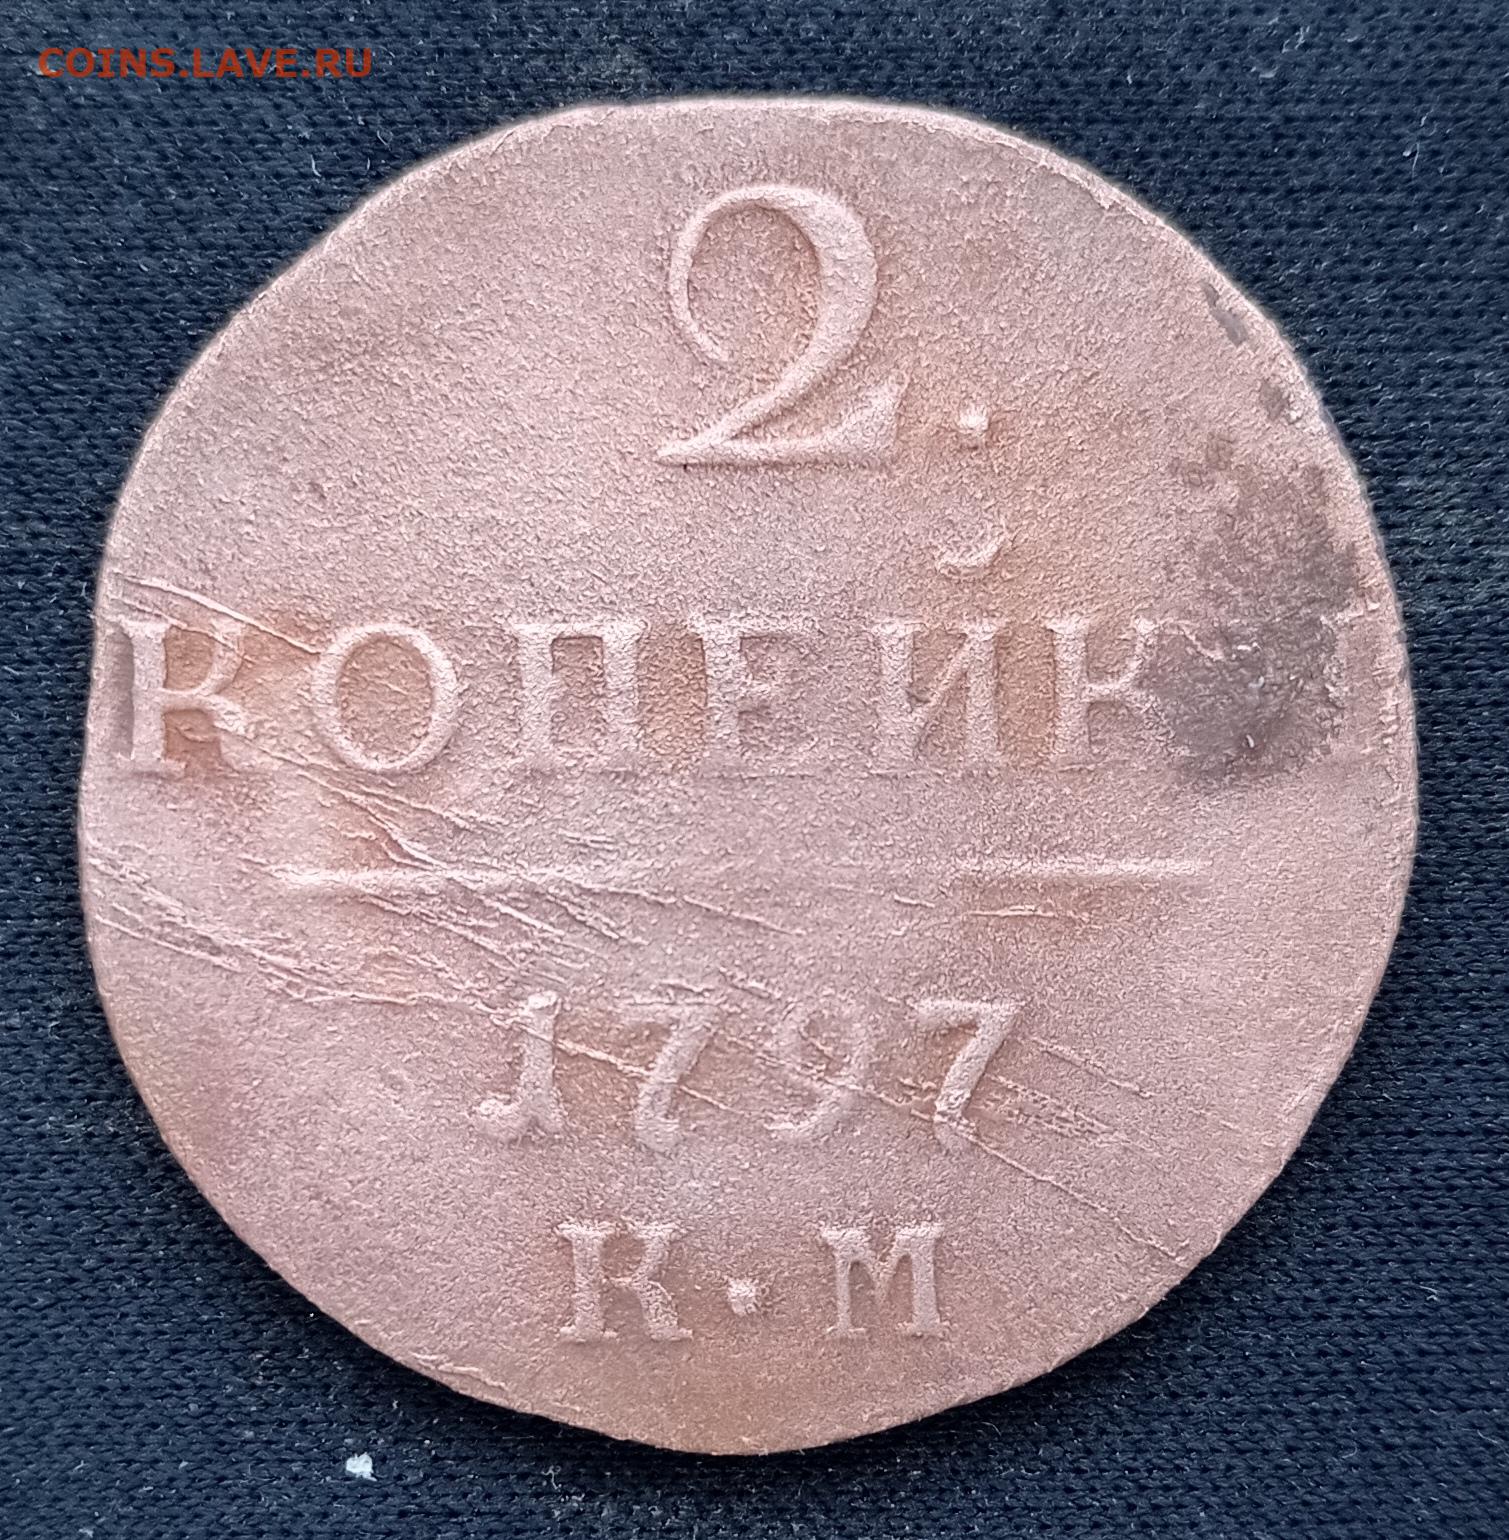 COINS.LAVE.RU
2.
КОПЕЙКИ
1797
К·М